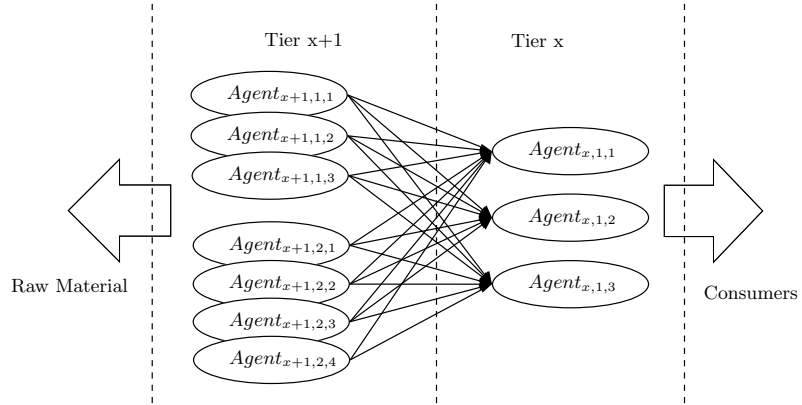 Tier x+1
Tier x
Agent_{x+1,1,1}
Agent_{x+1,1,2}
Agent_{x+1,1,3}
Agent_{x+1,2,1}
Agent_{x+1,2,2}
Agent_{x+1,2,3}
Agent_{x+1,2,4}
Agent_{x,1,1}
Agent_{x,1,2}
Agent_{x,1,3}
Raw Material
Consumers